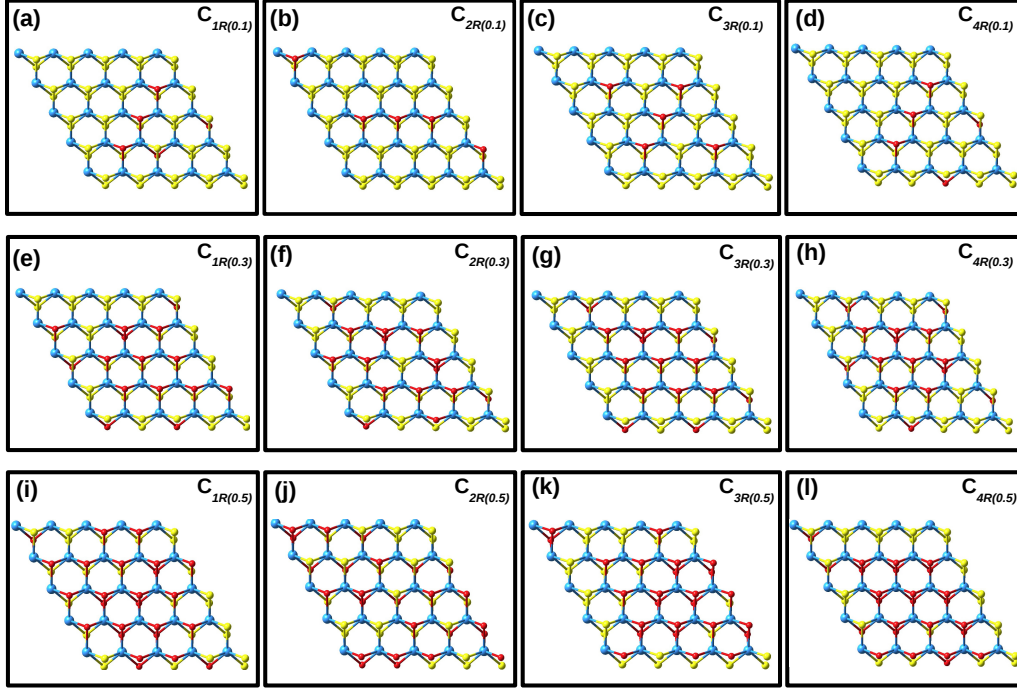 (a) C1R(0.1)
(b) C2R(0.1)
(c) C3R(0.1)
(d) C4R(0.1)
(e) C1R(0.3)
(f) C2R(0.3)
(g) C3R(0.3)
(h) C4R(0.3)
(i) C1R(0.5)
(j) C2R(0.5)
(k) C3R(0.5)
(l) C4R(0.5)